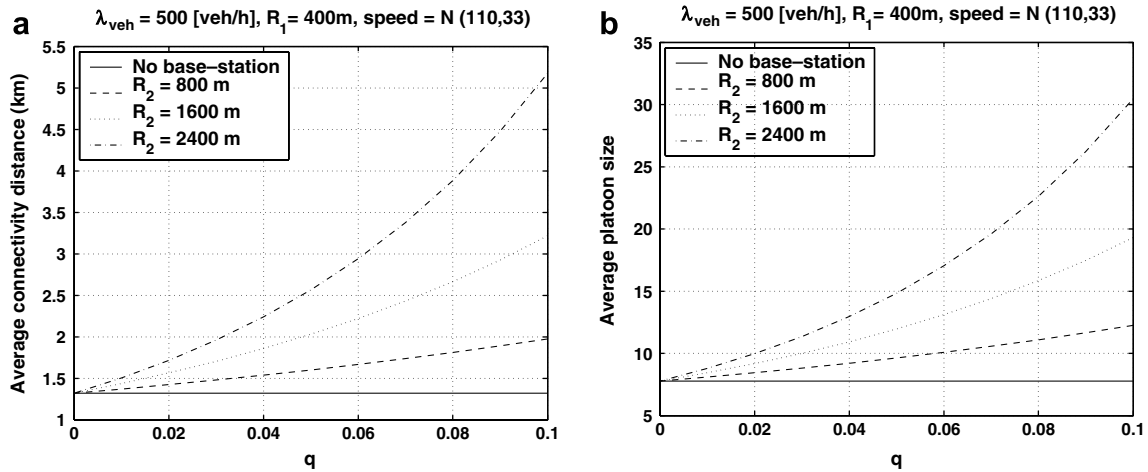 a
λveh = 500 [veh/h], R1= 400m, speed = N (110,33)
No base–station
R2 = 800 m
R2 = 1600 m
R2 = 2400 m
Average connectivity distance (km)
5.5
5
4.5
4
3.5
3
2.5
2
1.5
1
0
0.02
0.04
0.06
0.08
0.1
q
b
λveh = 500 [veh/h], R1= 400m, speed = N (110,33)
No base–station
R2 = 800 m
R2 = 1600 m
R2 = 2400 m
Average platoon size
35
30
25
20
15
10
5
0
0.02
0.04
0.06
0.08
0.1
q